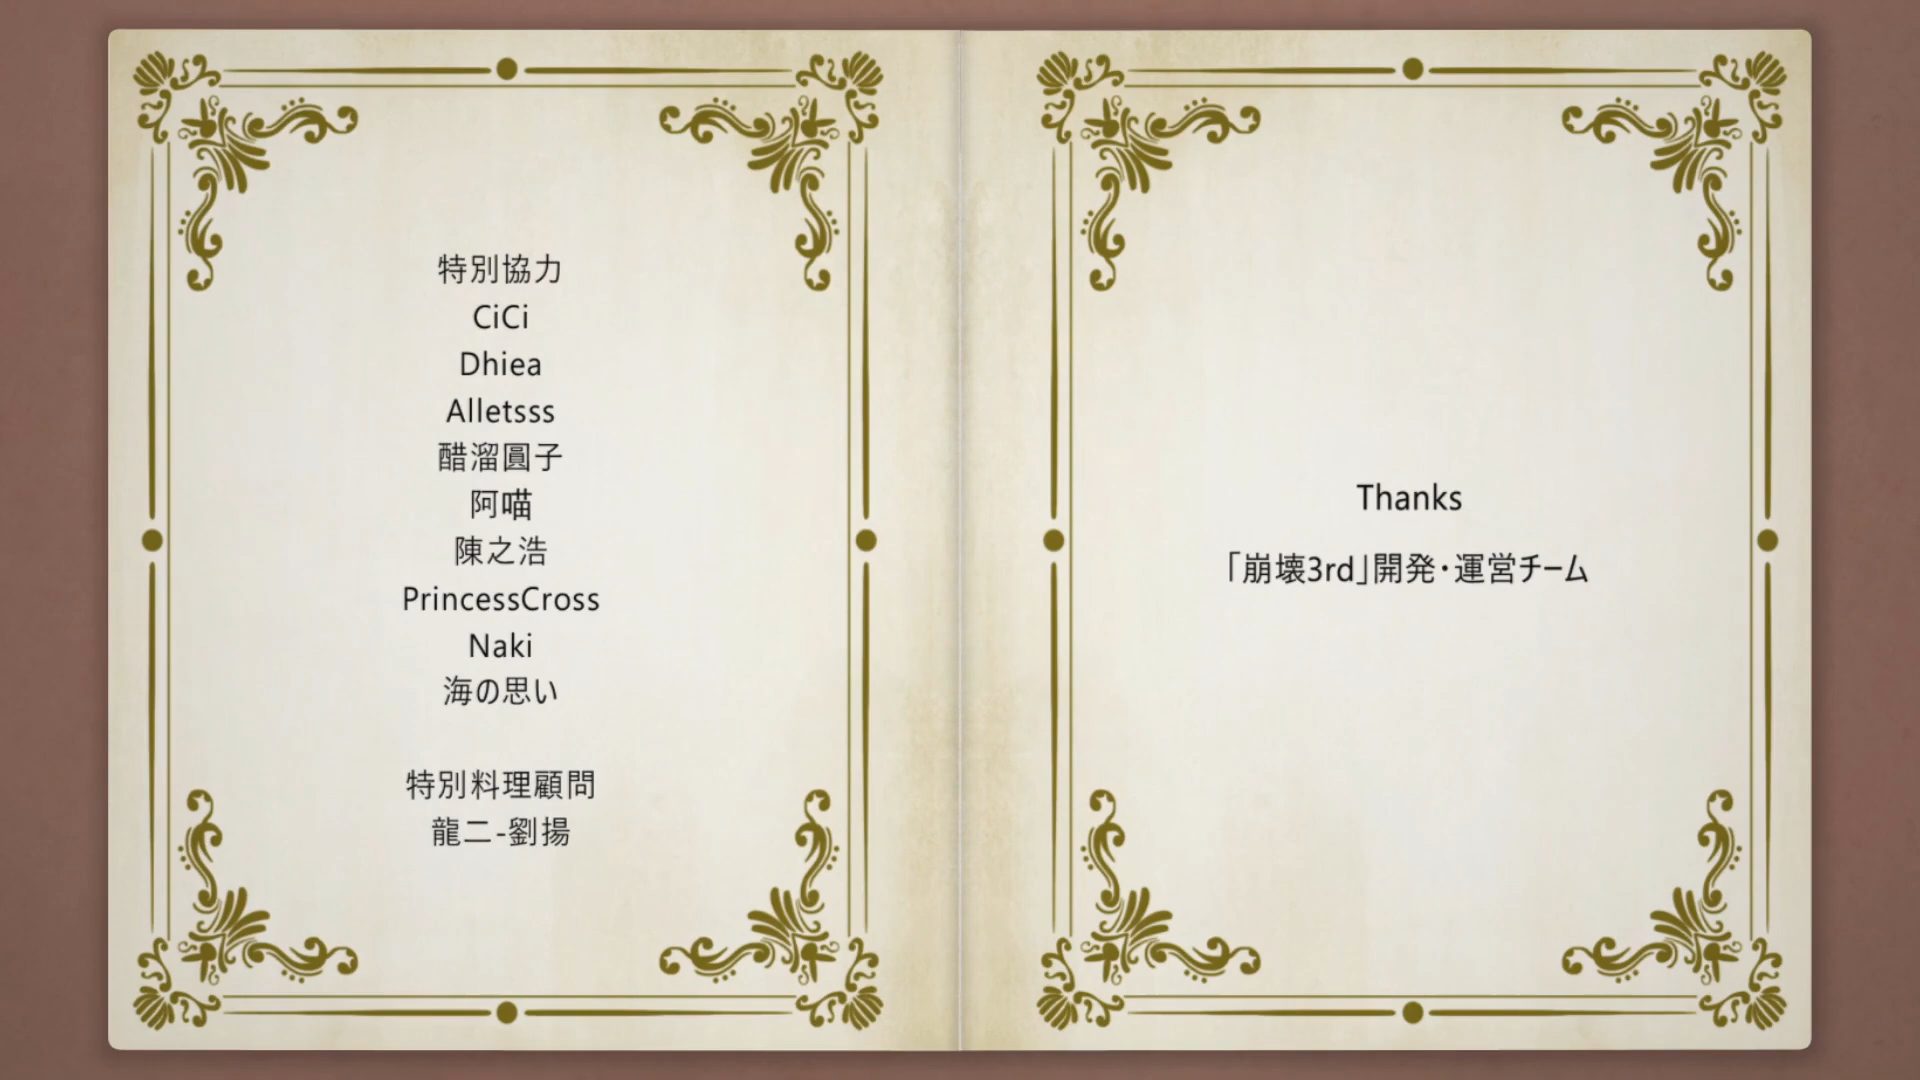 特別協力
CiCi
Dhiea
Alletsss
醋溜圓子
阿喵
陳之浩
PrincessCross
Naki
海の思い
特別料理顧問
龍二-劉揚
Thanks
「崩壊3rd」開発・運営チーム